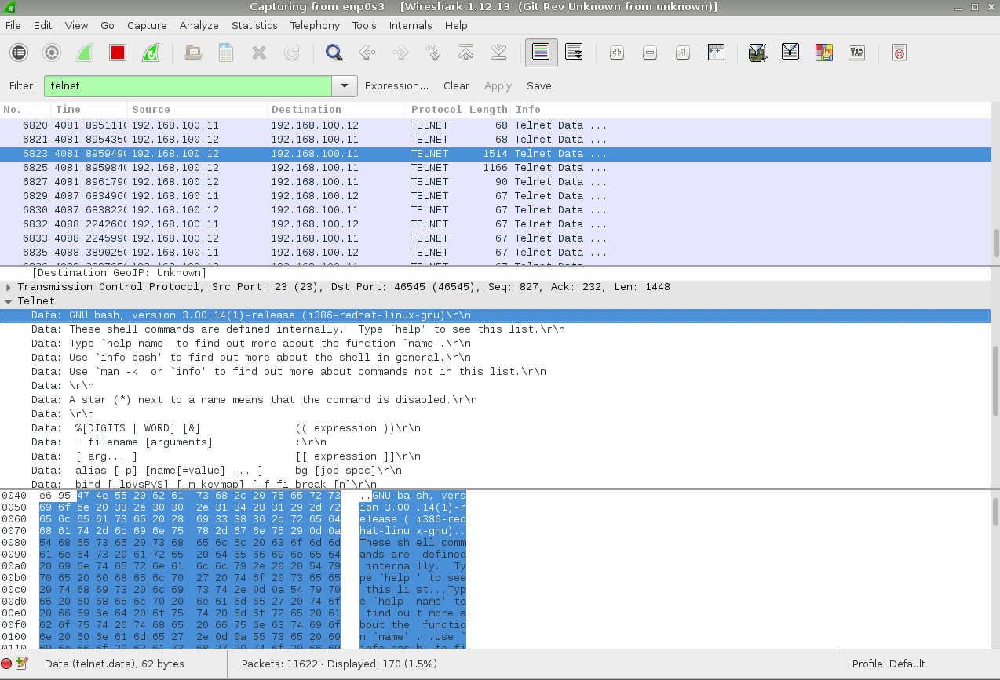 Capturing from enp0s3 [Wireshark 1.12.13 (Git Rev Unknown from unknown)]
File Edit View Go Capture Analyze Statistics Telephony Tools Internals Help
Filter: telnet Expression... Clear Apply Save
No. Time Source Destination Protocol Length Info
6820 4081.8951110 192.168.100.11 192.168.100.12 TELNET 68 Telnet Data ...
6821 4081.8954350 192.168.100.12 192.168.100.11 TELNET 68 Telnet Data ...
6823 4081.8959490 192.168.100.12 192.168.100.11 TELNET 1514 Telnet Data ...
6825 4081.8959840 192.168.100.12 192.168.100.11 TELNET 1166 Telnet Data ...
6827 4081.8961790 192.168.100.12 192.168.100.11 TELNET 90 Telnet Data ...
6829 4087.6834960 192.168.100.11 192.168.100.12 TELNET 67 Telnet Data ...
6830 4087.6838220 192.168.100.12 192.168.100.11 TELNET 67 Telnet Data ...
6832 4088.2242600 192.168.100.11 192.168.100.12 TELNET 67 Telnet Data ...
6833 4088.2245990 192.168.100.12 192.168.100.11 TELNET 67 Telnet Data ...
6835 4088.3890250 192.168.100.11 192.168.100.12 TELNET 67 Telnet Data ...
[Destination GeoIP: Unknown]
Transmission Control Protocol, Src Port: 23 (23), Dst Port: 46545 (46545), Seq: 827, Ack: 232, Len: 1448
Telnet
Data: GNU bash, version 3.00.14(1)-release (i386-redhat-linux-gnu)\r\n
Data: These shell commands are defined internally.  Type `help' to see this list.\r\n
Data: Type `help name' to find out more about the function `name'.\r\n
Data: Use `info bash' to find out more about the shell in general.\r\n
Data: Use `man -k' or `info' to find out more about commands not in this list.\r\n
Data: \r\n
Data: A star (*) next to a name means that the command is disabled.\r\n
Data: \r\n
Data:  %[DIGITS | WORD] [&]               (( expression ))\r\n
Data:  . filename [arguments]             :\r\n
Data:  [ arg... ]                         [[ expression ]]\r\n
Data:  alias [-p] [name[=value] ... ]     bg [job_spec]\r\n
Data:  bind [-lpvsPVS] [-m keymap] [-f fi break [n]\r\n
0040 e6 95 47 4e 55 20 62 61 73 68 2c 20 76 65 72 73 ..GNU ba sh, vers
0050 69 6f 6e 20 33 2e 30 30 2e 31 34 28 31 29 2d 72 ion 3.00 .14(1)-r
0060 65 6c 65 61 73 65 20 28 69 33 38 36 2d 72 65 64 elease ( i386-red
0070 68 61 74 2d 6c 69 6e 75 78 2d 67 6e 75 29 0d 0a hat-linu x-gnu)..
0080 54 68 65 73 65 20 73 68 65 6c 6c 20 63 6f 6d 6d These sh ell comm
0090 61 6e 64 73 20 61 72 65 20 64 65 66 69 6e 65 64 ands are  defined
00a0 20 69 6e 74 65 72 6e 61 6c 6c 79 2e 20 20 54 79  interna lly.  Ty
00b0 70 65 20 60 68 65 6c 70 27 20 74 6f 20 73 65 65 pe `help ' to see
00c0 20 74 68 69 73 20 6c 69 73 74 2e 0d 0a 54 79 70  this li st...Typ
00d0 65 20 60 68 65 6c 70 20 6e 61 6d 65 27 20 74 6f e `help  name' to
00e0 20 66 69 6e 64 20 6f 75 74 20 6d 6f 72 65 20 61  find ou t more a
00f0 62 6f 75 74 20 74 68 65 20 66 75 6e 63 74 69 6f bout the  functio
0100 6e 20 60 6e 61 6d 65 27 2e 0d 0a 55 73 65 20 60 n `name' ...Use `
0110 69 6e 66 6f 20 62 61 73 68 27 20 74 6f 20 66 69 info bas h' to fi
Data (telnet.data), 62 bytes Packets: 11622 · Displayed: 170 (1.5%) Profile: Default